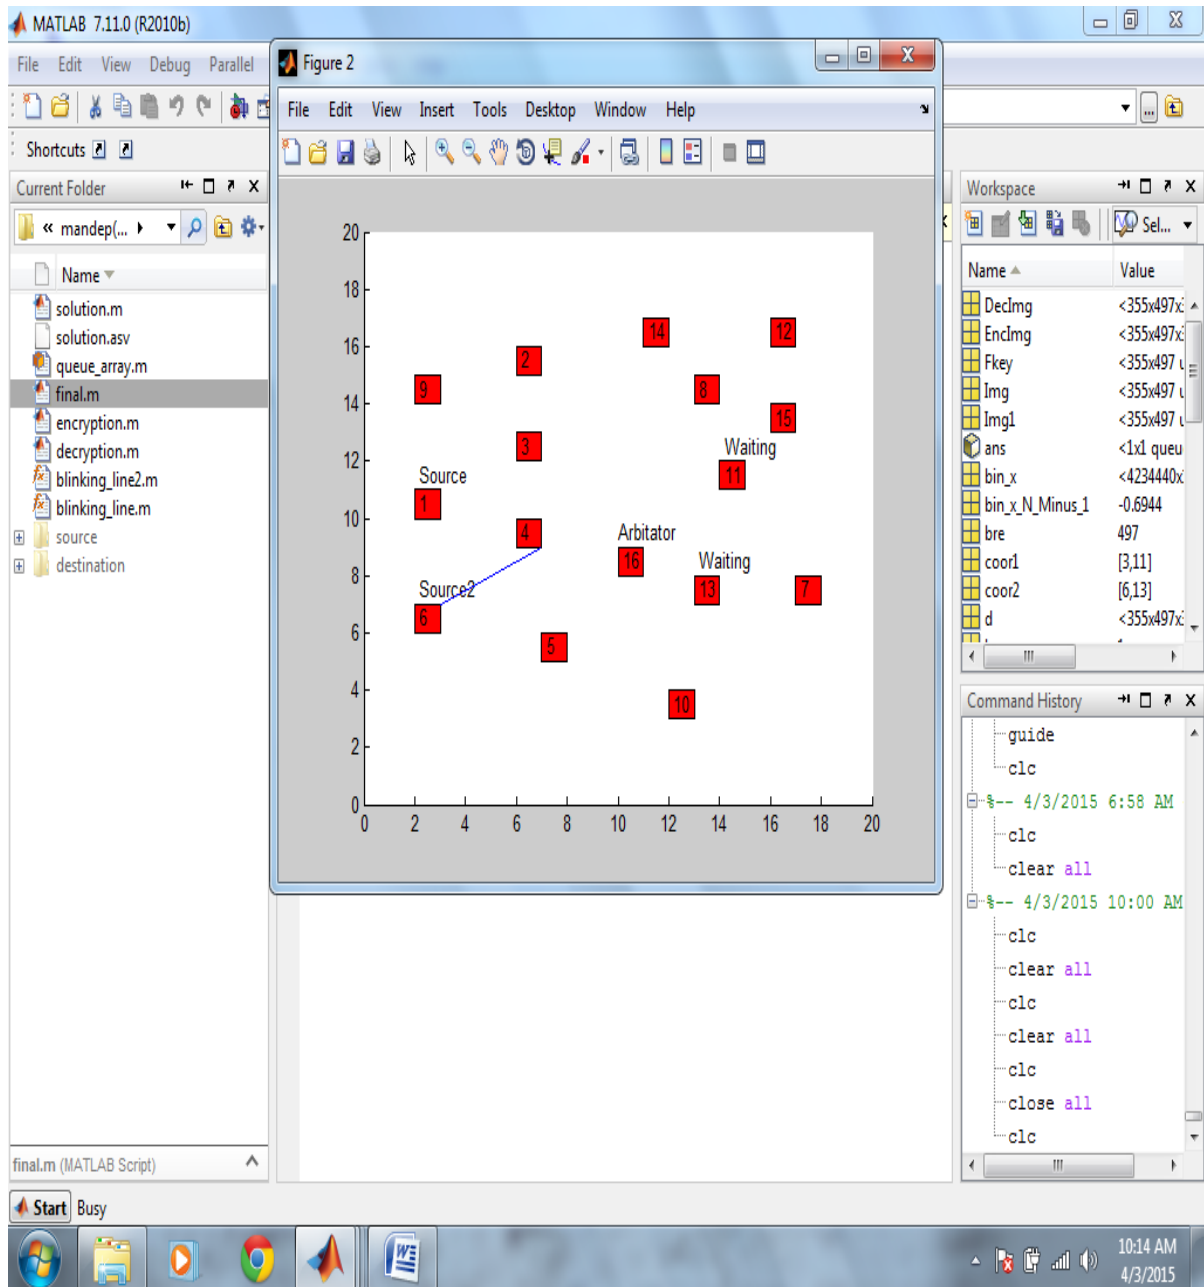 MATLAB 7.11.0 (R2010b)
File Edit View Debug Parallel
Shortcuts
Current Folder
« mandep(...
Name
solution.m
solution.asv
queue_array.m
final.m
encryption.m
decryption.m
blinking_line2.m
blinking_line.m
source
destination
final.m (MATLAB Script)
Start Busy
Figure 2
File Edit View Insert Tools Desktop Window Help
20
18
16
14
12
10
8
6
4
2
0
0 2 4 6 8 10 12 14 16 18 20
14
12
2
9
8
15
3
Waiting
11
Source
1
4
Arbitator
16
Waiting
13
7
Source2
6
5
10
Workspace
Sel...
Name Value
DecImg <355x497x
EncImg <355x497x
Fkey <355x497 u
Img <355x497 u
Img1 <355x497 u
ans <1x1 queu
bin_x <4234440x
bin_x_N_Minus_1 -0.6944
bre 497
coor1 [3,11]
coor2 [6,13]
d <355x497x
Command History
guide
clc
%-- 4/3/2015 6:58 AM
clc
clear all
%-- 4/3/2015 10:00 AM
clc
clear all
clc
clear all
clc
close all
clc
10:14 AM
4/3/2015